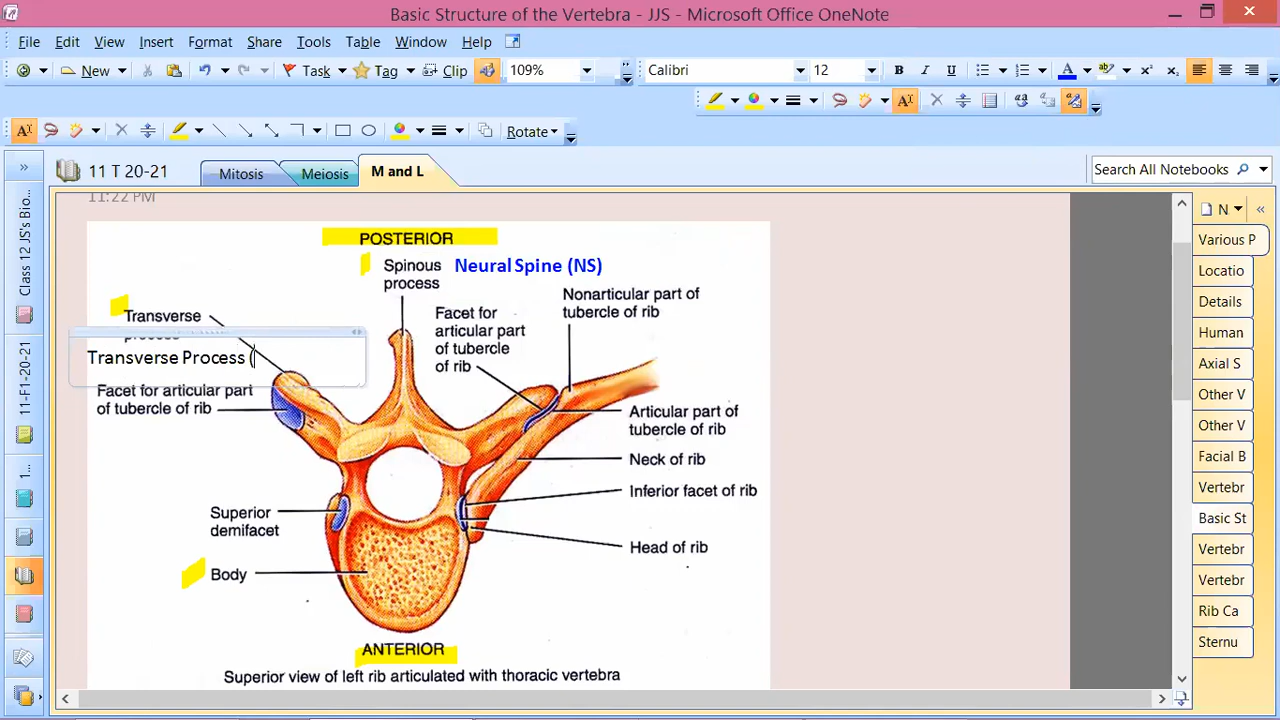 Basic Structure of the Vertebra - JJS - Microsoft Office OneNote
File Edit View Insert Format Share Tools Table Window Help
New Task Tag Clip 109% Calibri 12 B I U
Rotate
11 T 20-21 Mitosis Meiosis M and L Search All Notebooks
11:22 PM
POSTERIOR
Spinous process
Neural Spine (NS)
Transverse
Transverse Process (
Facet for articular part
of tubercle of rib
Facet for
articular part
of tubercle
of rib
Nonarticular part of
tubercle of rib
Articular part of
tubercle of rib
Neck of rib
Inferior facet of rib
Head of rib
Superior
demifacet
Body
ANTERIOR
Superior view of left rib articulated with thoracic vertebra
N
Various P
Locatio
Details
Human
Axial S
Other V
Other V
Facial B
Vertebr
Basic St
Vertebr
Vertebr
Rib Ca
Sternu
Class 12 JSJs Bio...
11-F1-20-21
1...